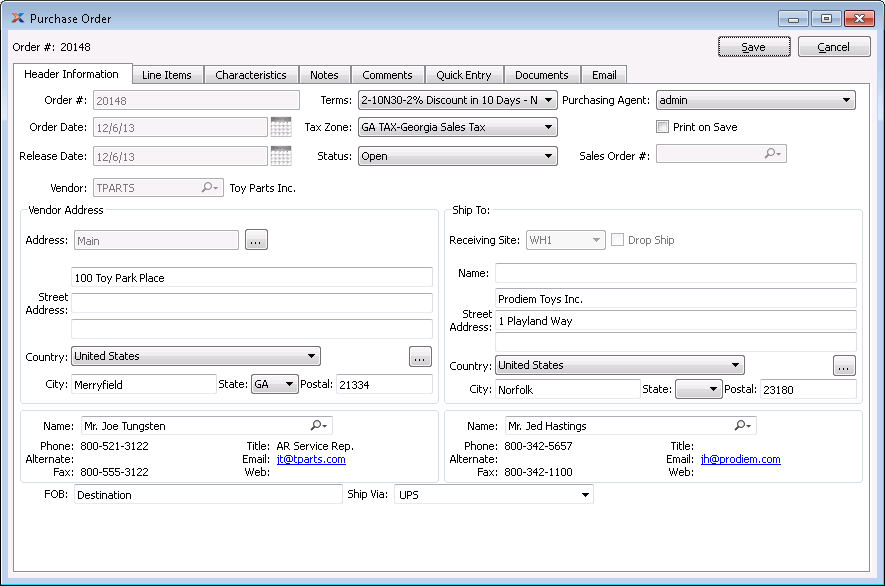 Purchase Order
Order #: 20148
Save
Cancel
Header Information
Line Items
Characteristics
Notes
Comments
Quick Entry
Documents
Email
Order #: 20148
Terms: 2-10N30-2% Discount in 10 Days - N
Purchasing Agent: admin
Order Date: 12/6/13
Tax Zone: GA TAX-Georgia Sales Tax
Print on Save
Release Date: 12/6/13
Status: Open
Sales Order #:
Vendor: TPARTS
Toy Parts Inc.
Vendor Address
Address: Main
...
100 Toy Park Place
Street
Address:
Country: United States
...
City: Merryfield
State: GA
Postal: 21334
Ship To:
Receiving Site: WH1
Drop Ship
Name:
Prodiem Toys Inc.
Street
Address:
1 Playland Way
Country: United States
...
City: Norfolk
State:
Postal: 23180
Name: Mr. Joe Tungsten
Phone: 800-521-3122
Title: AR Service Rep.
Alternate:
Email: jt@tparts.com
Fax: 800-555-3122
Web:
Name: Mr. Jed Hastings
Phone: 800-342-5657
Title:
Alternate:
Email: jh@prodiem.com
Fax: 800-342-1100
Web:
FOB: Destination
Ship Via: UPS